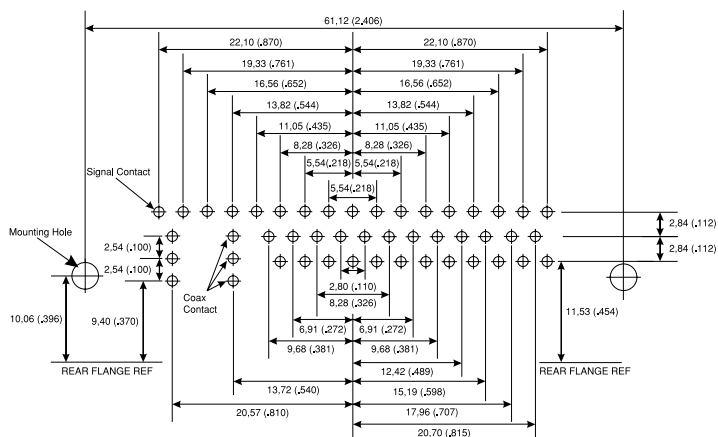 61,12 (2.406)
22,10 (.870) 22,10 (.870)
19,33 (.761) 19,33 (.761)
16,56 (.652) 16,56 (.652)
13,82 (.544) 13,82 (.544)
11,05 (.435) 11,05 (.435)
8,28 (.326) 8,28 (.326)
5,54(.218) 5,54(.218)
Signal Contact
5,54(.218)
2,84 (.112)
Mounting Hole
2,54 (.100)
2,84 (.112)
2,54 (.100)
Coax
Contact
2,80 (.110)
8,28 (.326)
11,53 (.454)
10,06 (.396)
9,40 (.370)
6,91 (.272) 6,91 (.272)
9,68 (.381) 9,68 (.381)
REAR FLANGE REF REAR FLANGE REF
12,42 (.489)
13,72 (.540) 15,19 (.598)
20,57 (.810) 17,96 (.707)
20,70 (.815)